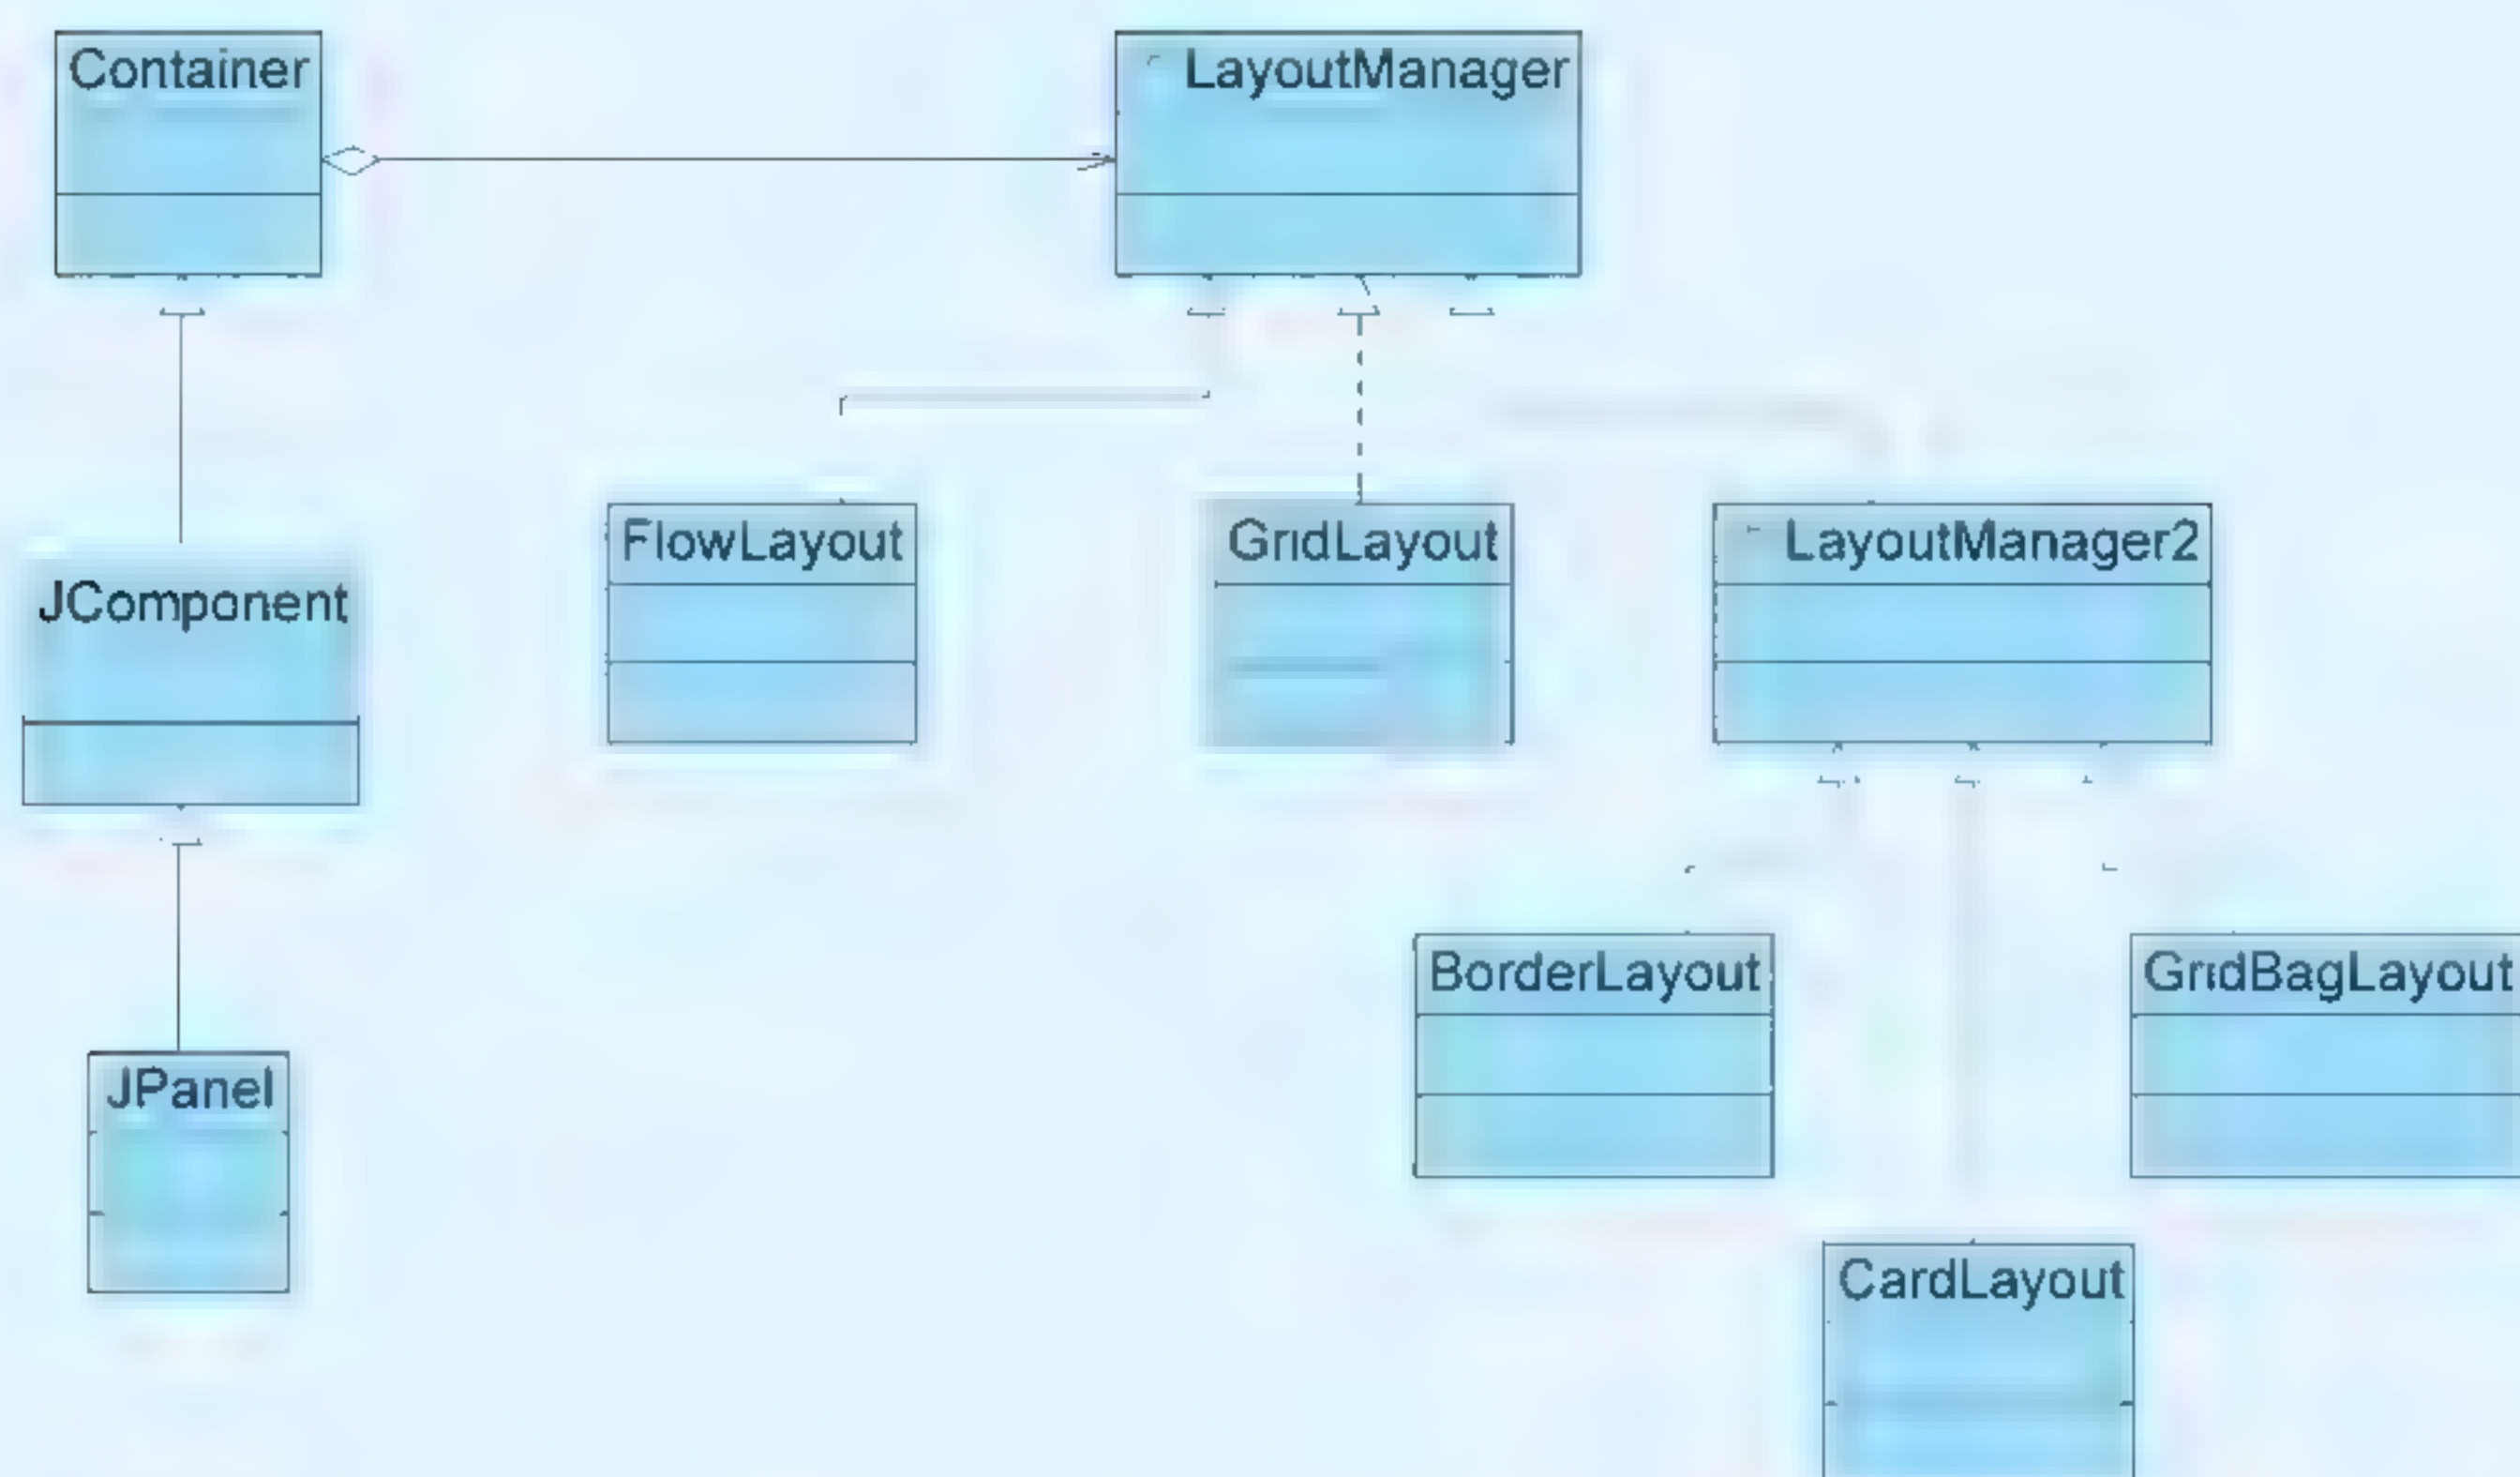 Container
LayoutManager
FlowLayout
GridLayout
LayoutManager2
JComponent
BorderLayout
GridBagLayout
JPanel
CardLayout